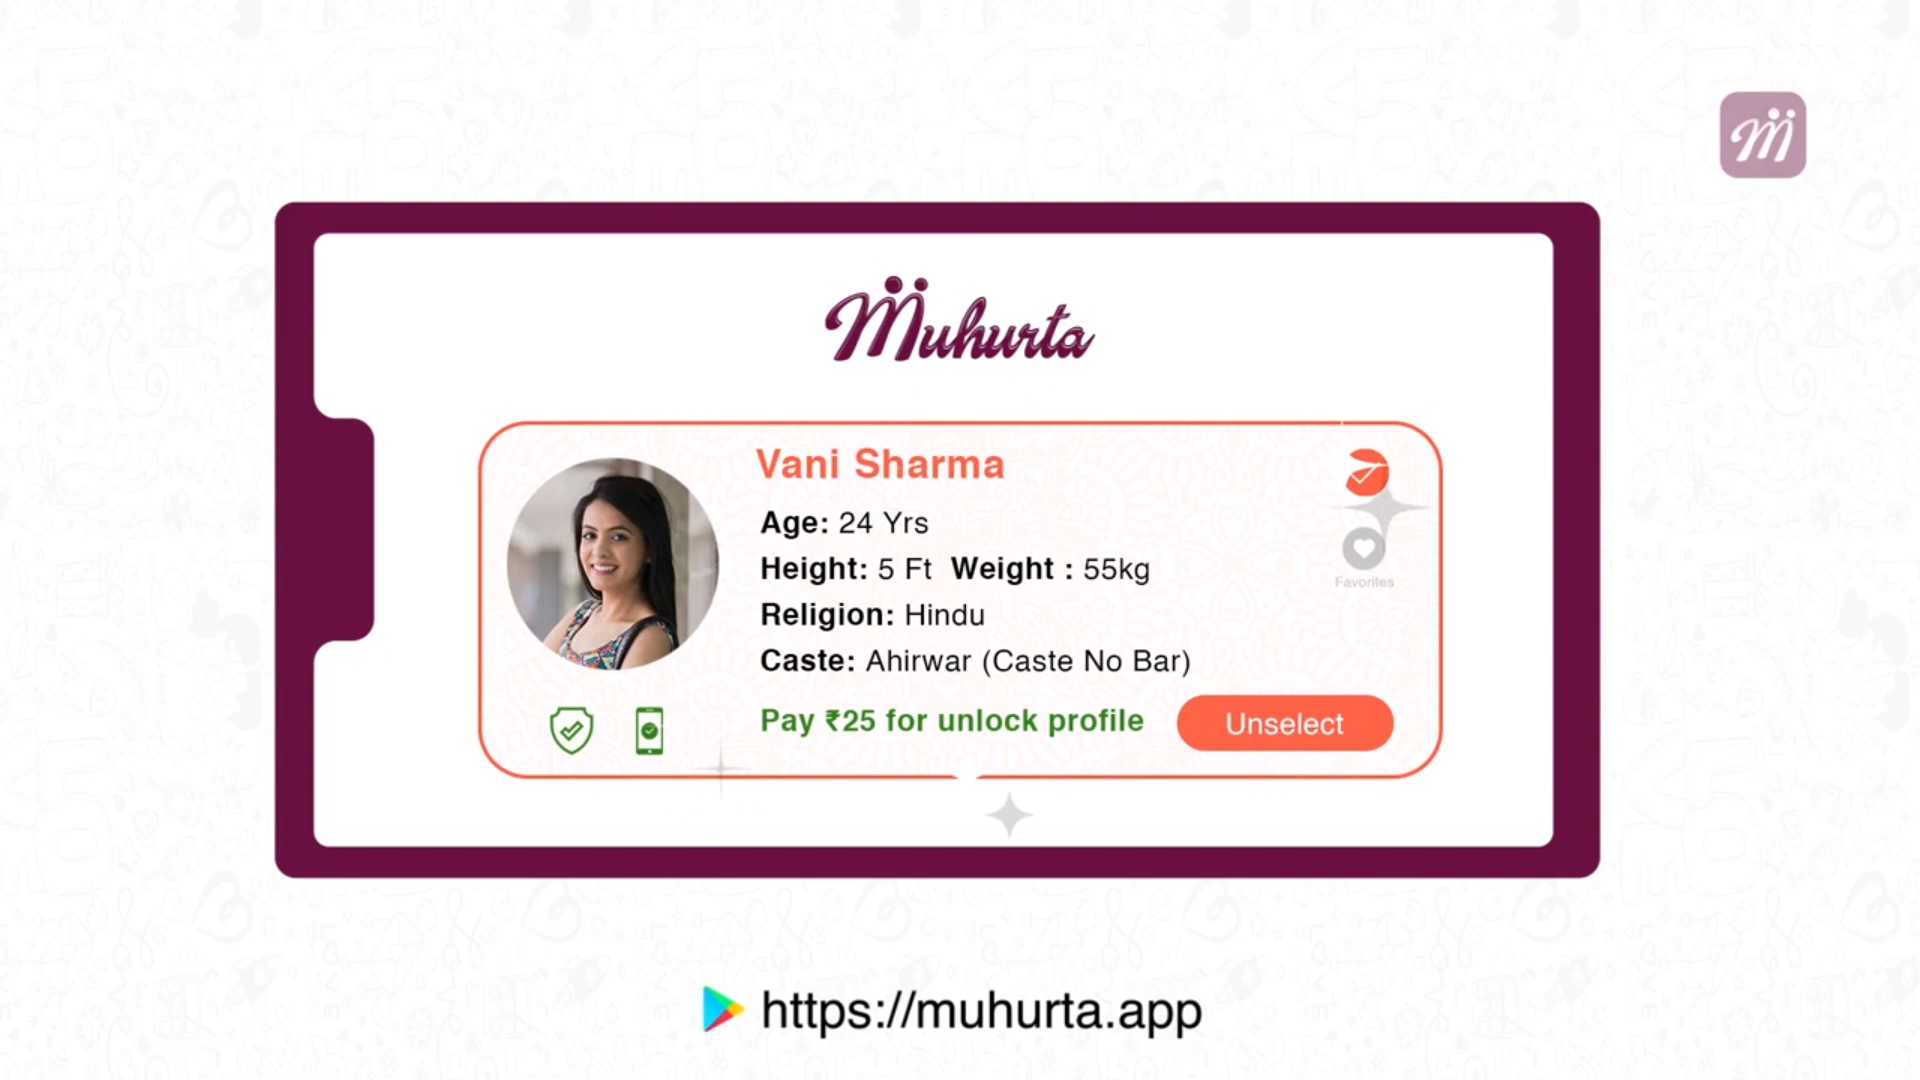 Muhurta
Vani Sharma
Age: 24 Yrs
Height: 5 Ft Weight : 55kg
Religion: Hindu
Caste: Ahirwar (Caste No Bar)
Favorites
Pay ₹25 for unlock profile
Unselect
https://muhurta.app